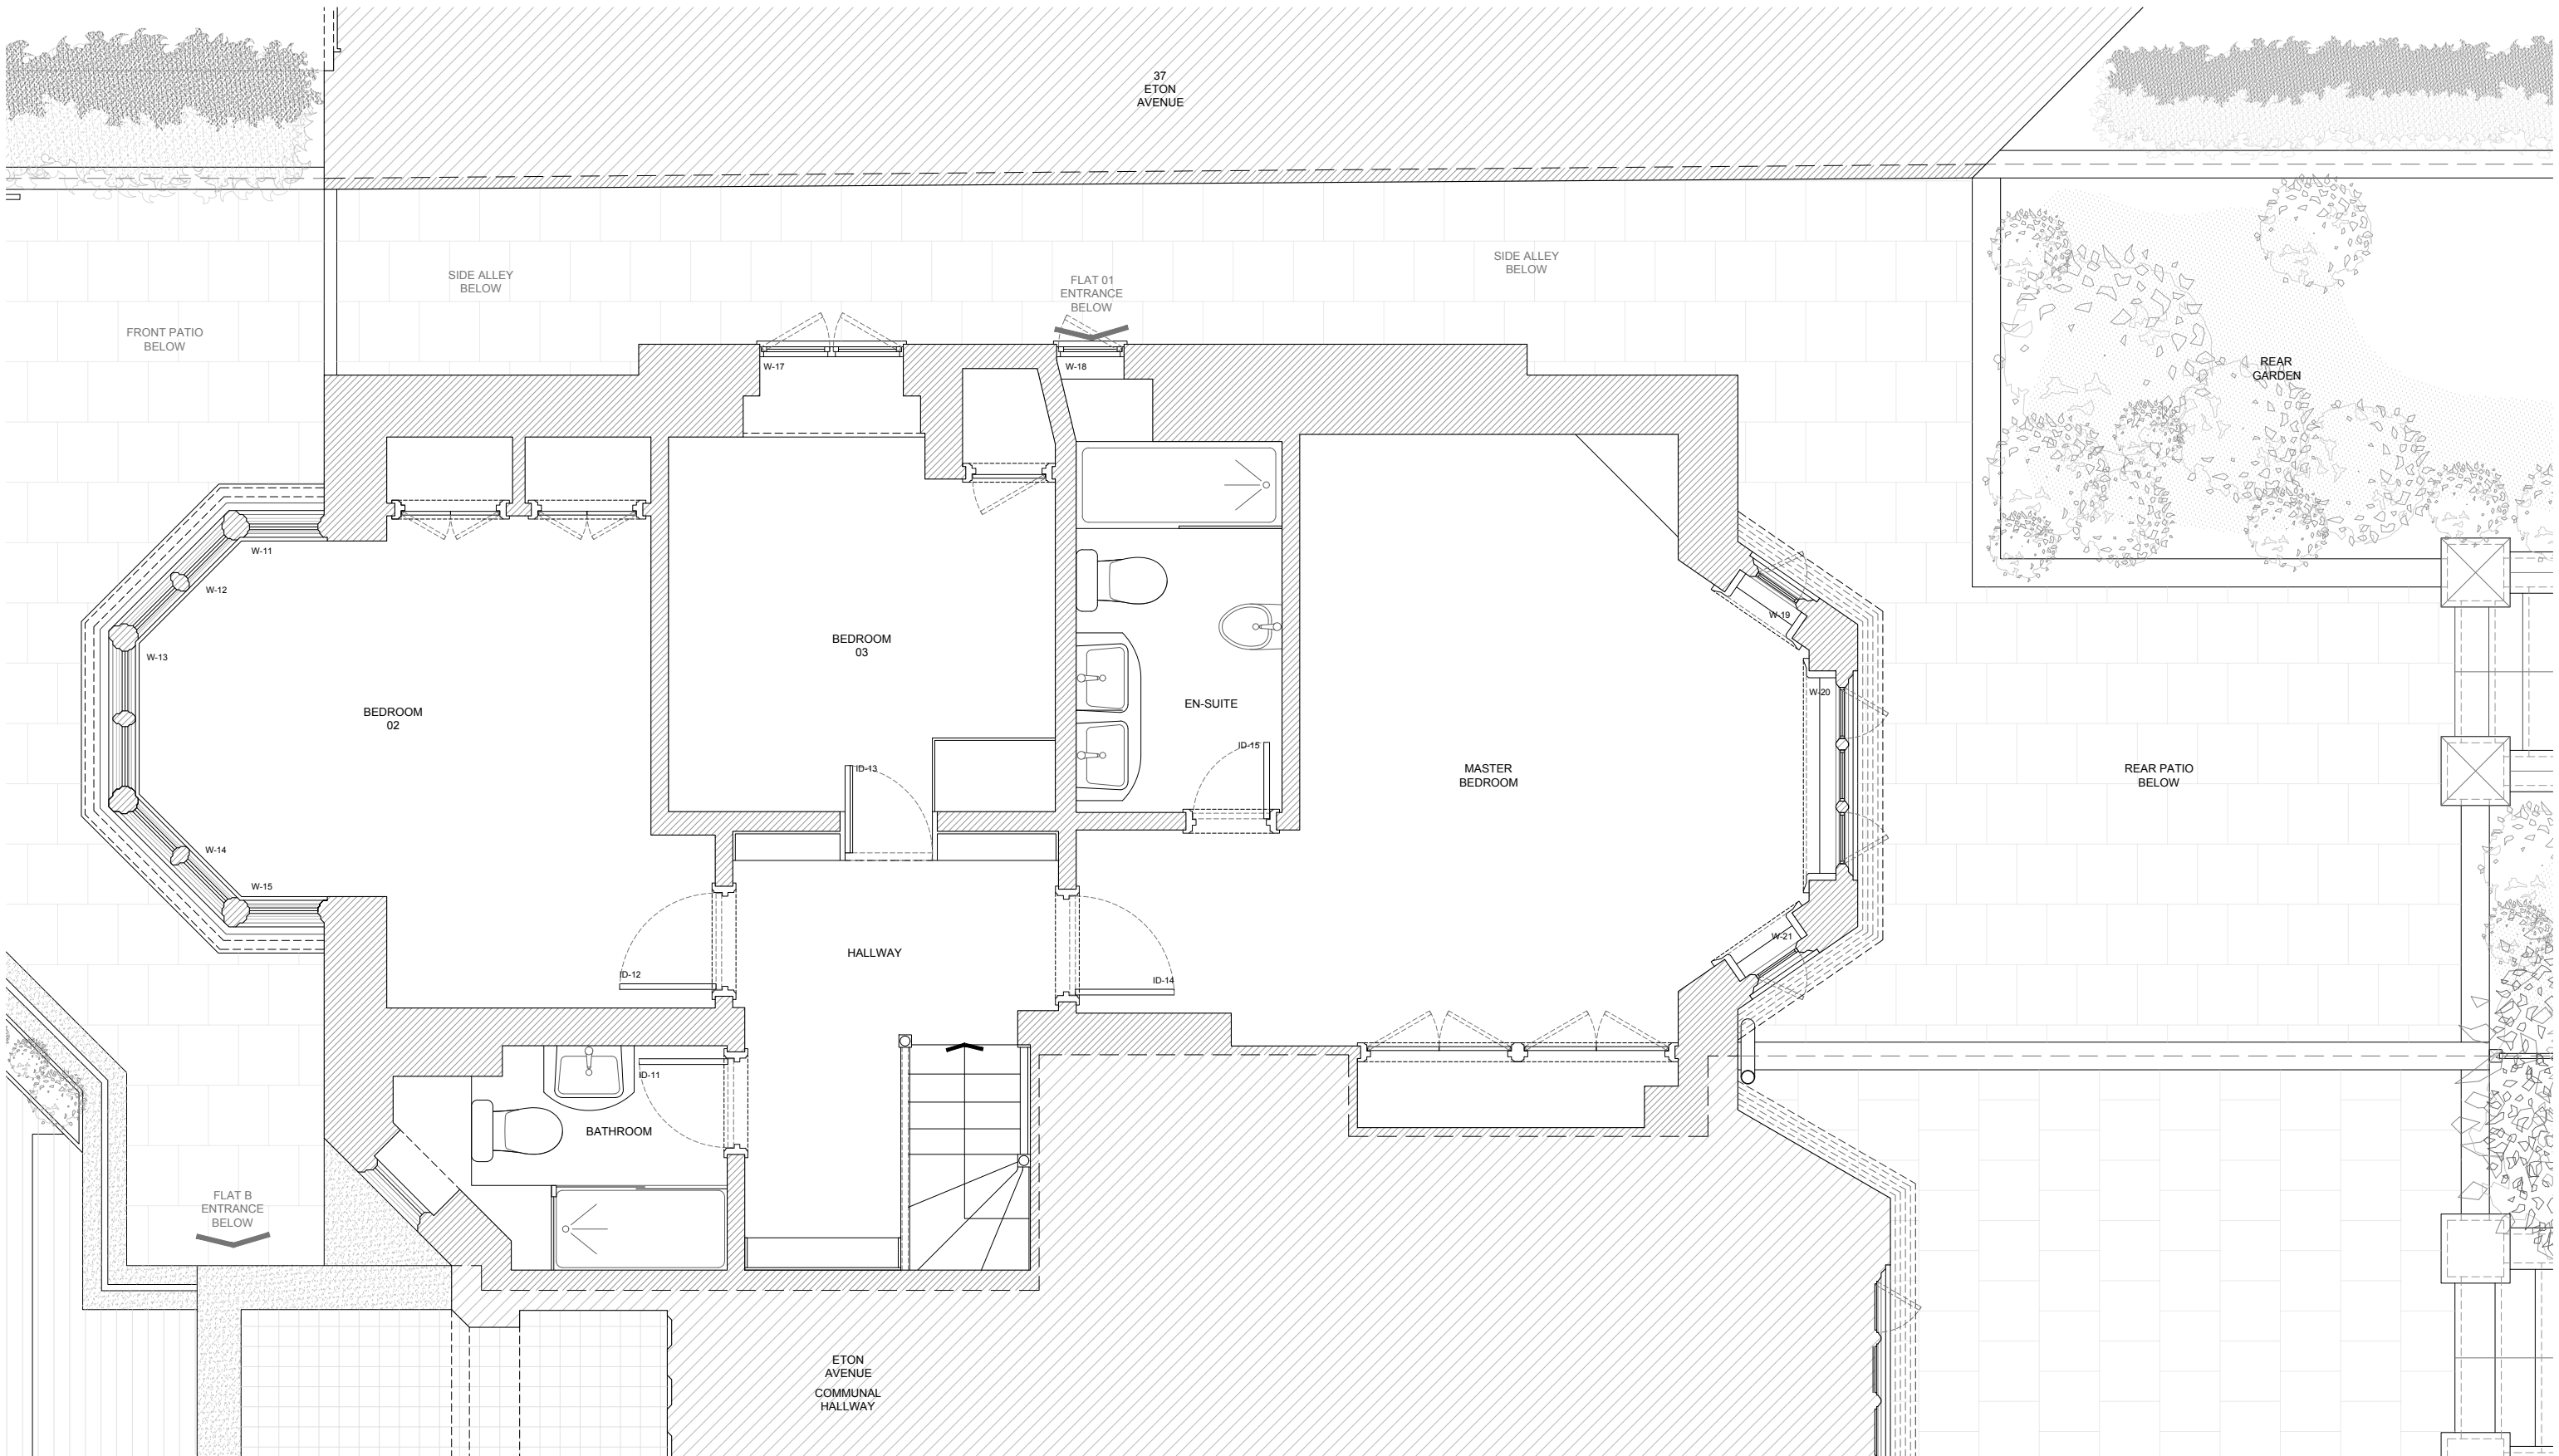 37
ETON
AVENUE
SIDE ALLEY
BELOW
FLAT 01
ENTRANCE
BELOW
SIDE ALLEY
BELOW
FRONT PATIO
BELOW
REAR
GARDEN
W-17
W-18
W-11
W-12
W-13
W-19
W-20
BEDROOM
03
EN-SUITE
BEDROOM
02
ID-15
ID-13
MASTER
BEDROOM
REAR PATIO
BELOW
W-14
W-15
W-21
HALLWAY
ID-12
ID-14
ID-11
BATHROOM
FLAT B
ENTRANCE
BELOW
ETON
AVENUE
COMMUNAL
HALLWAY